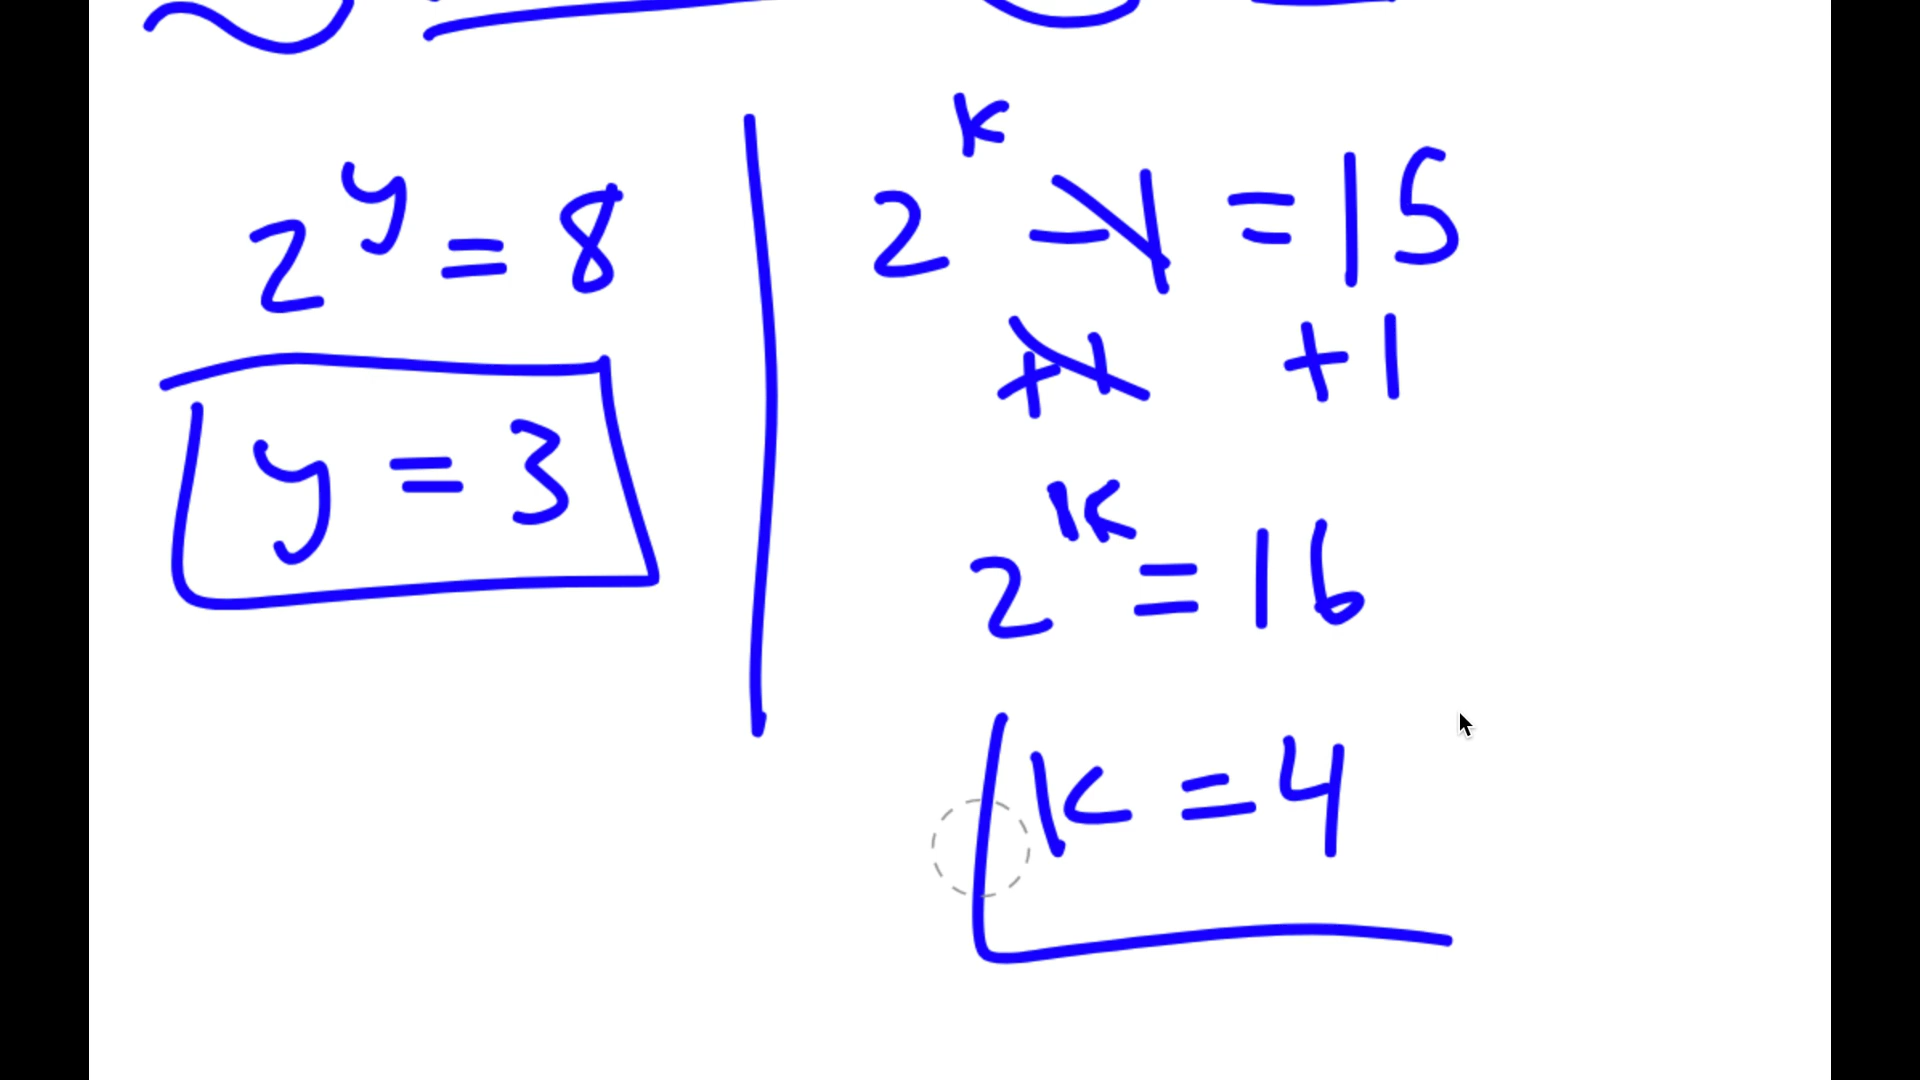 2^y = 8
y = 3
2^k - 1 = 15
+1 +1
2^k = 16
k = 4